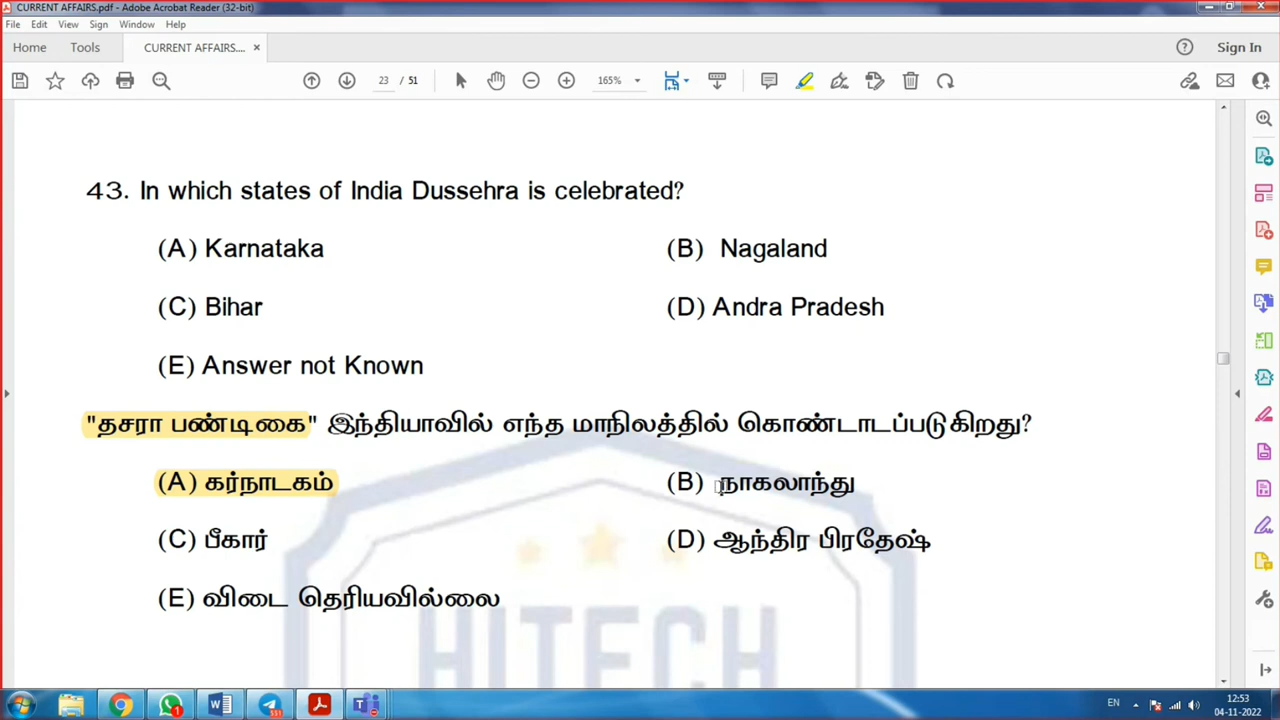 CURRENT AFFAIRS.pdf - Adobe Acrobat Reader (32-bit)
File Edit View Sign Window Help
Home Tools CURRENT AFFAIRS.... × Sign In
23 / 51 165%
43. In which states of India Dussehra is celebrated?
(A) Karnataka (B) Nagaland
(C) Bihar (D) Andra Pradesh
(E) Answer not Known
"தசரா பண்டிகை" இந்தியாவில் எந்த மாநிலத்தில் கொண்டாடப்படுகிறது?
(A) கர்நாடகம் (B) நாகலாந்து
(C) பீகார் (D) ஆந்திர பிரதேஷ்
(E) விடை தெரியவில்லை
HITECH
EN 12:53
04-11-2022